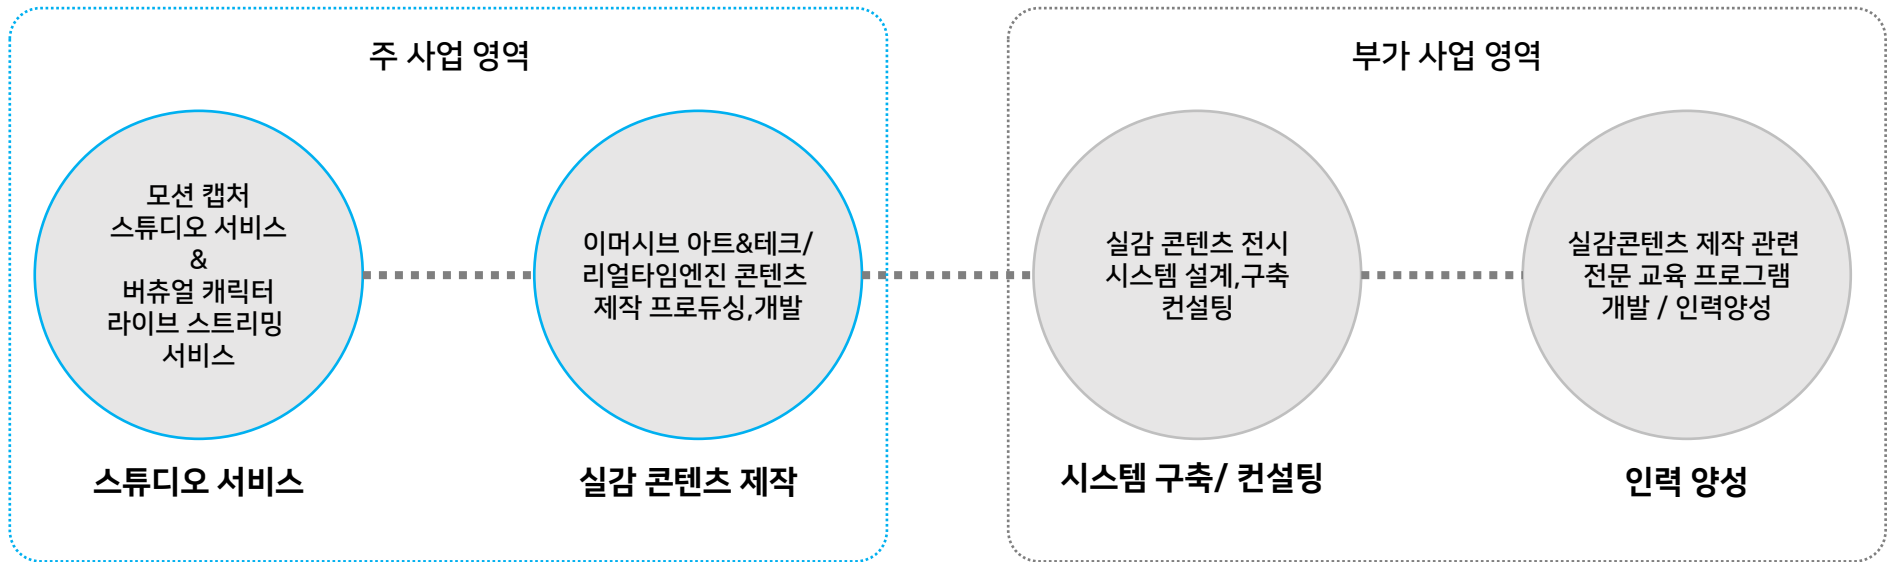 주 사업 영역
모션 캡처
스튜디오 서비스
&
버츄얼 캐릭터
라이브 스트리밍
서비스
스튜디오 서비스
이머시브 아트&테크/
리얼타임엔진 콘텐츠
제작 프로듀싱,개발
실감 콘텐츠 제작
부가 사업 영역
실감 콘텐츠 전시
시스템 설계,구축
컨설팅
시스템 구축/ 컨설팅
실감콘텐츠 제작 관련
전문 교육 프로그램
개발 / 인력양성
인력 양성